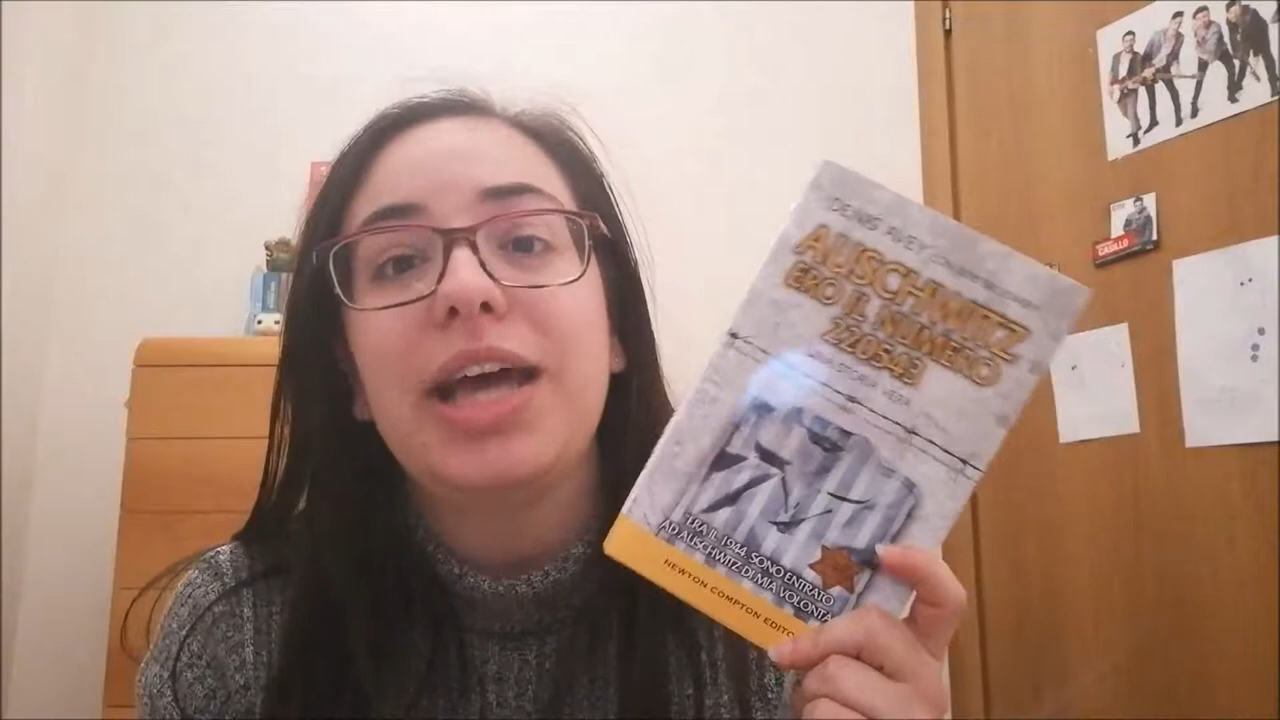 DENIS AVEY
AUSCHWITZ
ERO IL NUMERO
220543
UNA STORIA VERA
"ERA IL 1944. SONO ENTRATO
AD AUSCHWITZ DI MIA VOLONTÀ
NEWTON COMPTON EDITO
CASILLO